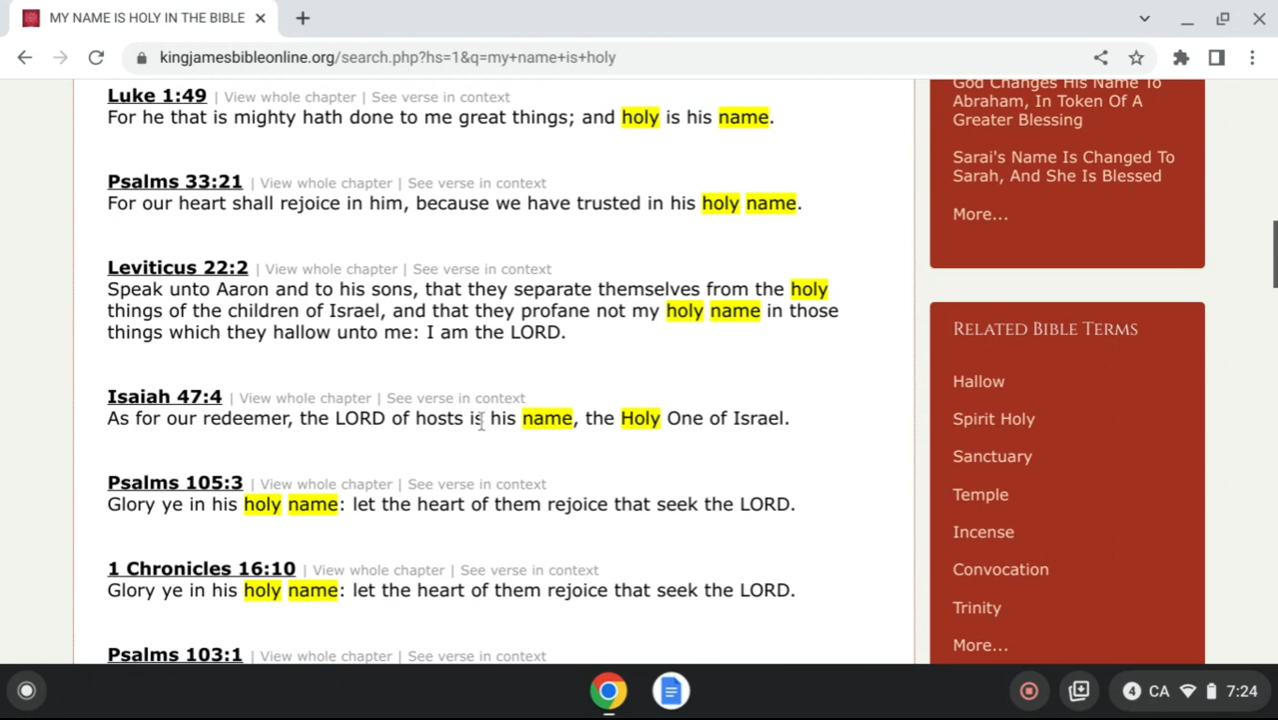 MY NAME IS HOLY IN THE BIBLE
kingjamesbibleonline.org/search.php?hs=1&q=my+name+is+holy
Luke 1:49 | View whole chapter | See verse in context
For he that is mighty hath done to me great things; and holy is his name.
Psalms 33:21 | View whole chapter | See verse in context
For our heart shall rejoice in him, because we have trusted in his holy name.
Leviticus 22:2 | View whole chapter | See verse in context
Speak unto Aaron and to his sons, that they separate themselves from the holy
things of the children of Israel, and that they profane not my holy name in those
things which they hallow unto me: I am the LORD.
Isaiah 47:4 | View whole chapter | See verse in context
As for our redeemer, the LORD of hosts is his name, the Holy One of Israel.
Psalms 105:3 | View whole chapter | See verse in context
Glory ye in his holy name: let the heart of them rejoice that seek the LORD.
1 Chronicles 16:10 | View whole chapter | See verse in context
Glory ye in his holy name: let the heart of them rejoice that seek the LORD.
Psalms 103:1 | View whole chapter | See verse in context
God Changes His Name To
Abraham, In Token Of A
Greater Blessing
Sarai's Name Is Changed To
Sarah, And She Is Blessed
More...
RELATED BIBLE TERMS
Hallow
Spirit Holy
Sanctuary
Temple
Incense
Convocation
Trinity
More...
4 CA 7:24